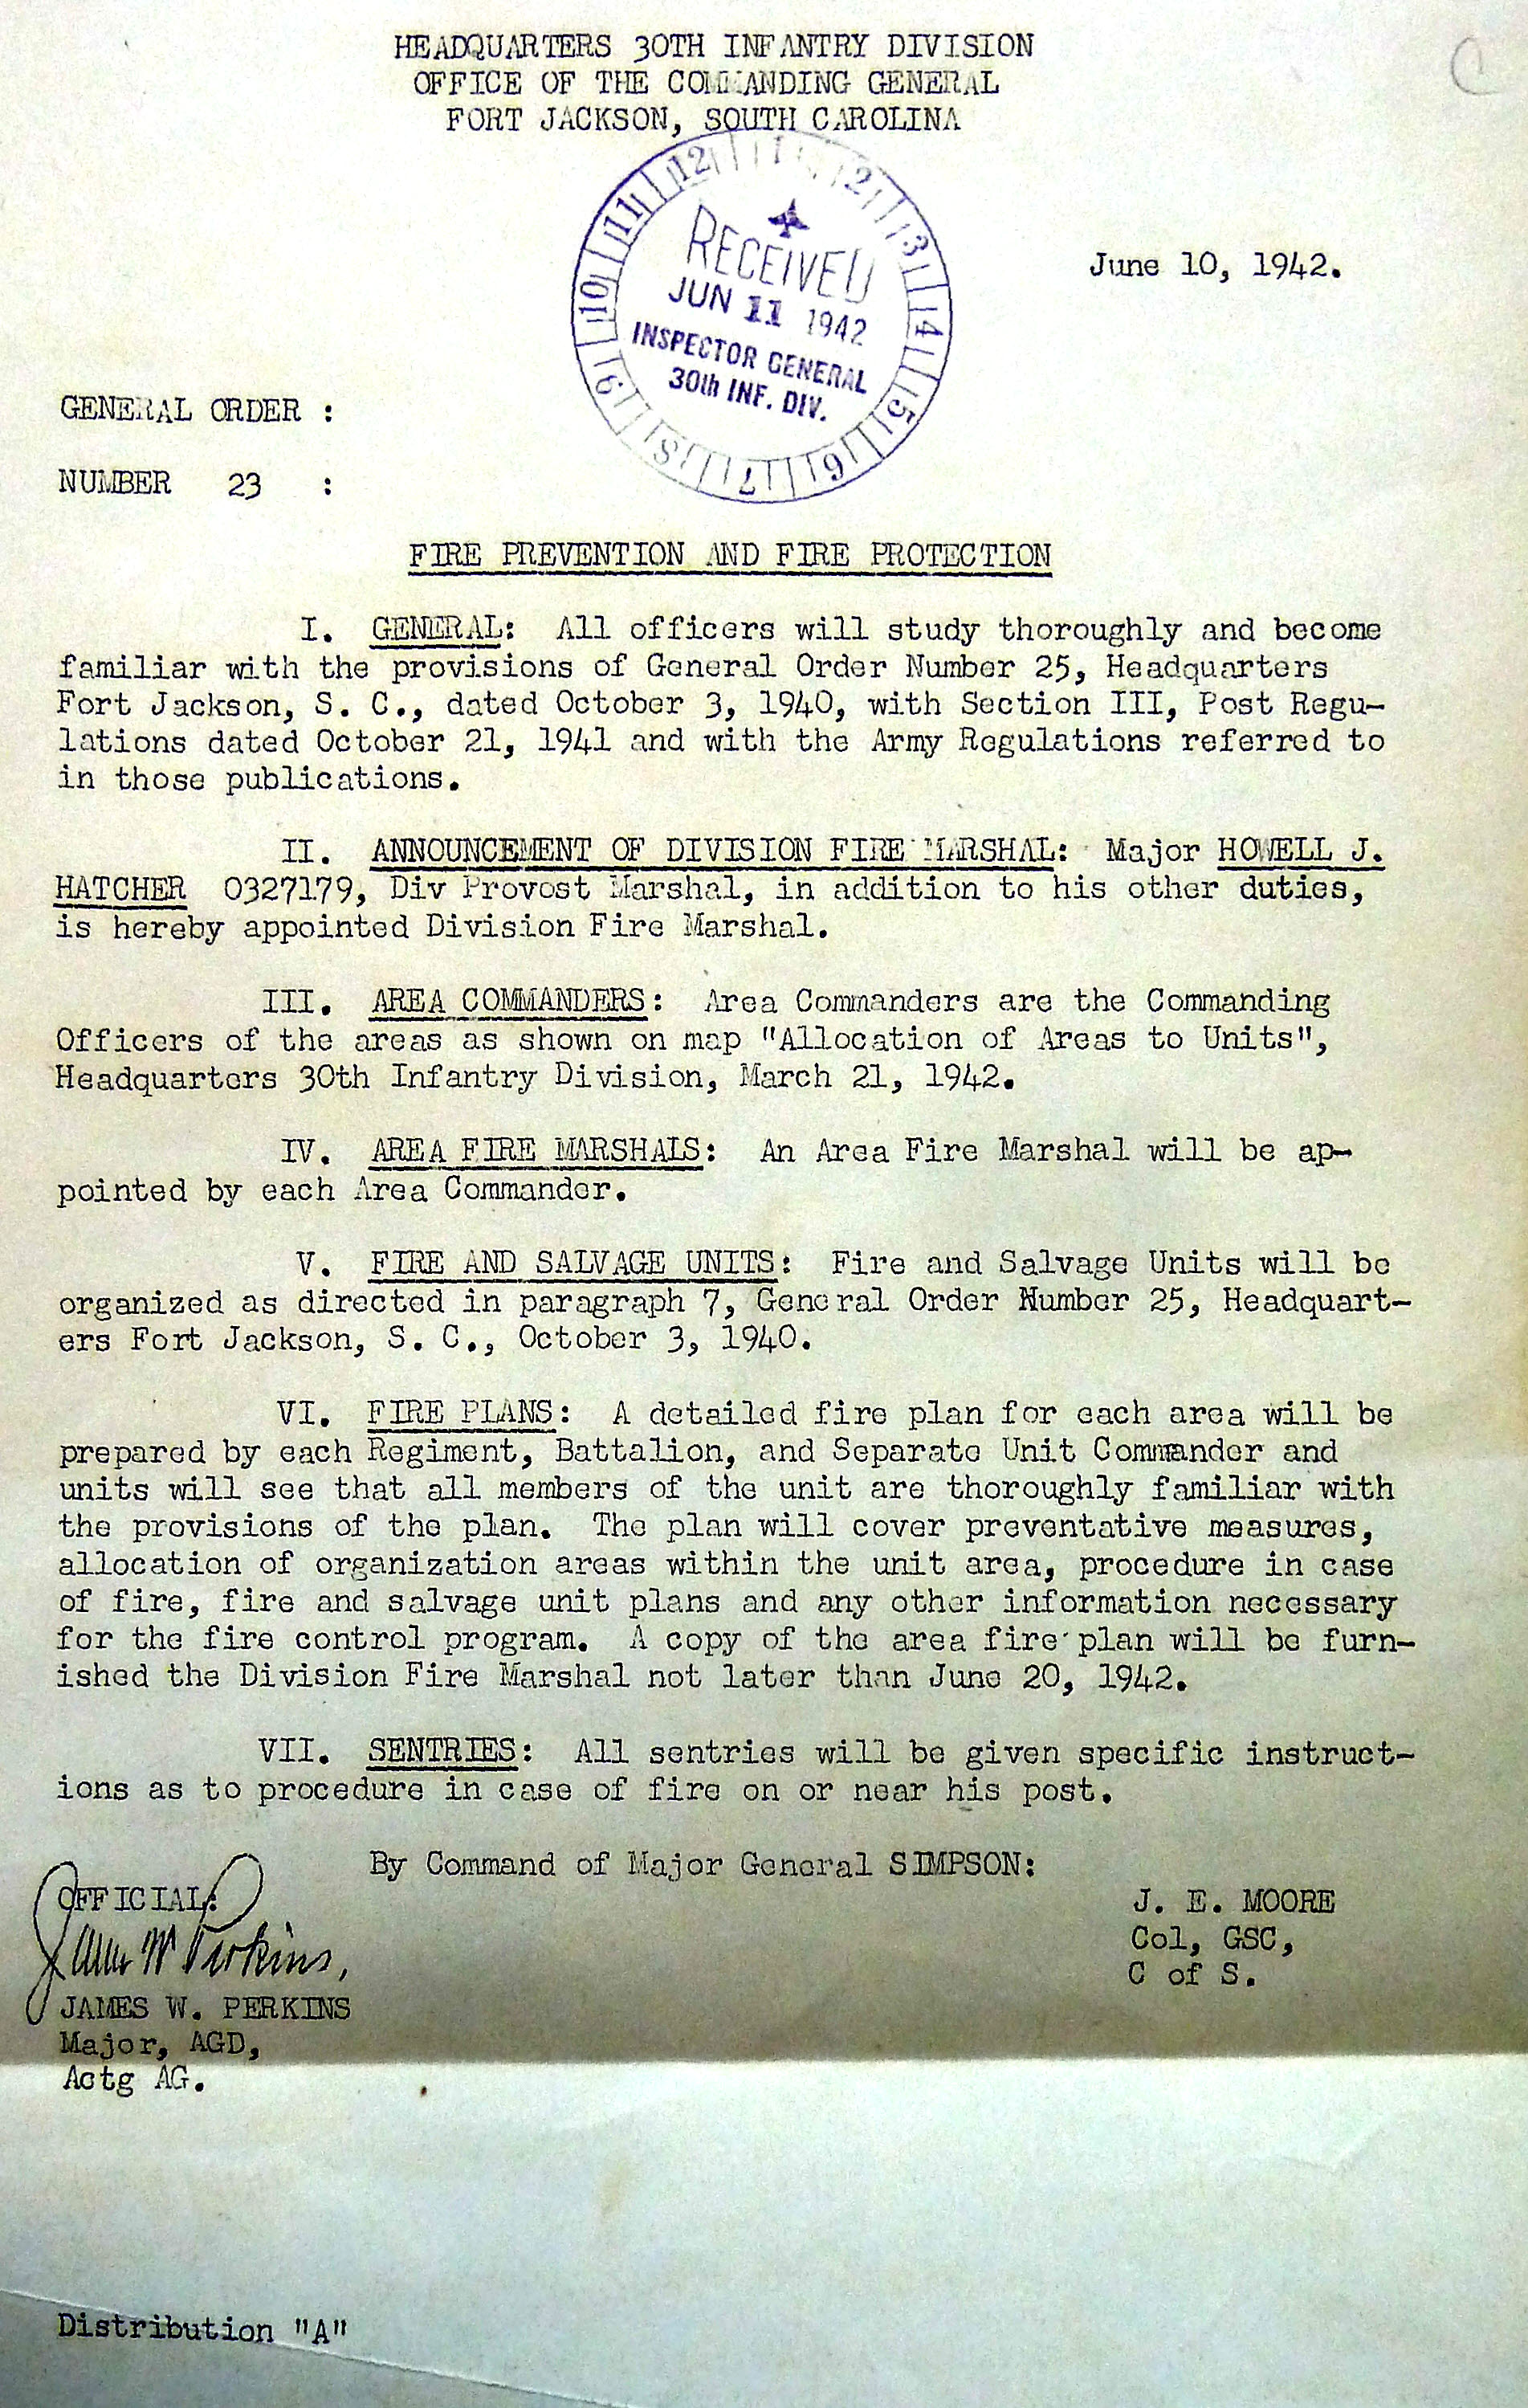 HEADQUARTERS 30TH INFANTRY DIVISION
OFFICE OF THE COMMANDING GENERAL
FORT JACKSON, SOUTH CAROLINA
12 1 2 3 4 5 6 7 8 9 10 11
RECEIVED
JUN 11 1942
INSPECTOR GENERAL
30th INF. DIV.
June 10, 1942.
GENERAL ORDER :
NUMBER 23 :
FIRE PREVENTION AND FIRE PROTECTION
I. GENERAL: All officers will study thoroughly and become
familiar with the provisions of General Order Number 25, Headquarters
Fort Jackson, S. C., dated October 3, 1940, with Section III, Post Regu-
lations dated October 21, 1941 and with the Army Regulations referred to
in those publications.
II. ANNOUNCEMENT OF DIVISION FIRE MARSHAL: Major HOWELL J.
HATCHER 0327179, Div Provost Marshal, in addition to his other duties,
is hereby appointed Division Fire Marshal.
III. AREA COMMANDERS: Area Commanders are the Commanding
Officers of the areas as shown on map "Allocation of Areas to Units",
Headquarters 30th Infantry Division, March 21, 1942.
IV. AREA FIRE MARSHALS: An Area Fire Marshal will be ap-
pointed by each Area Commander.
V. FIRE AND SALVAGE UNITS: Fire and Salvage Units will be
organized as directed in paragraph 7, General Order Number 25, Headquart-
ers Fort Jackson, S. C., October 3, 1940.
VI. FIRE PLANS: A detailed fire plan for each area will be
prepared by each Regiment, Battalion, and Separate Unit Commander and
units will see that all members of the unit are thoroughly familiar with
the provisions of the plan. The plan will cover preventative measures,
allocation of organization areas within the unit area, procedure in case
of fire, fire and salvage unit plans and any other information necessary
for the fire control program. A copy of the area fire plan will be furn-
ished the Division Fire Marshal not later than June 20, 1942.
VII. SENTRIES: All sentries will be given specific instruct-
ions as to procedure in case of fire on or near his post.
By Command of Major General SIMPSON:
OFFICIAL:
J. E. MOORE
Col, GSC,
C of S.
James W Perkins,
JAMES W. PERKINS
Major, AGD,
Actg AG.
Distribution "A"